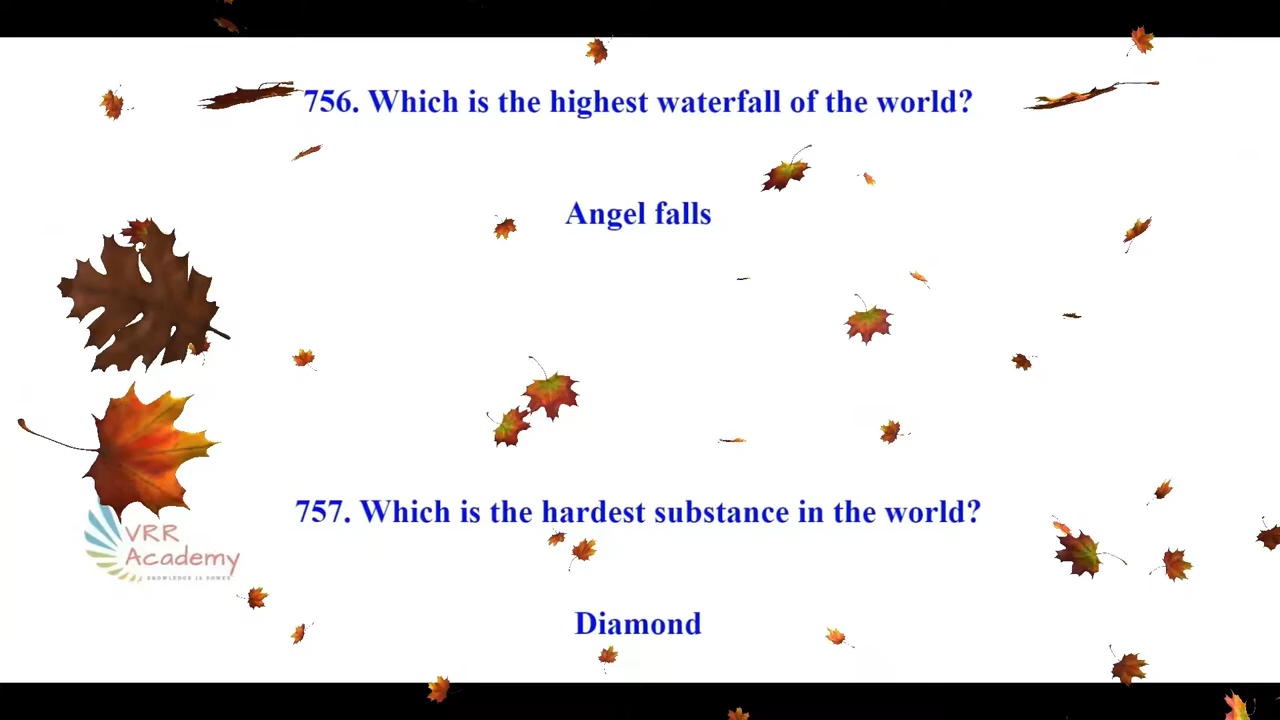 756. Which is the highest waterfall of the world?
Angel falls
757. Which is the hardest substance in the world?
VRR
Academy
KNOWLEDGE IS POWER
Diamond